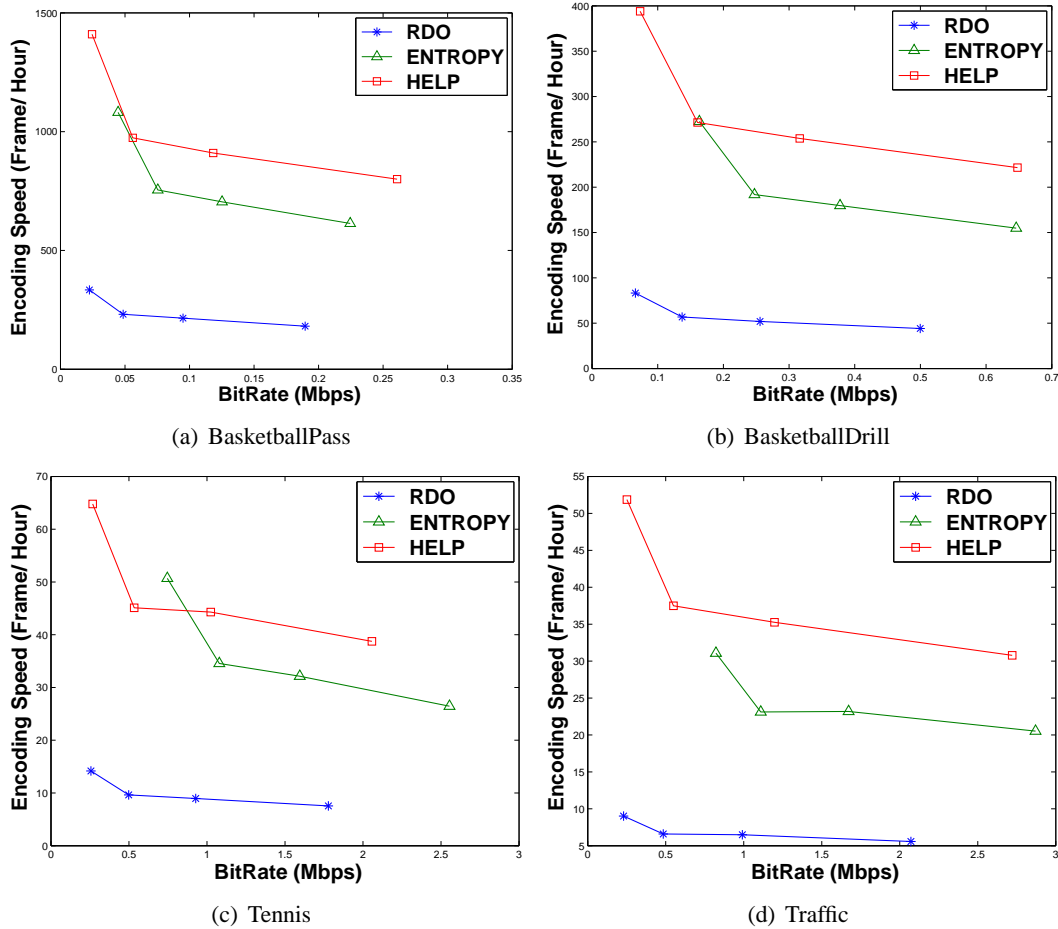 1500
1000
500
0
0 0.05 0.1 0.15 0.2 0.25 0.3 0.35
BitRate (Mbps)
Encoding Speed (Frame/ Hour)
RDO
ENTROPY
HELP
(a) BasketballPass
400
350
300
250
200
150
100
50
0
0 0.1 0.2 0.3 0.4 0.5 0.6 0.7
BitRate (Mbps)
Encoding Speed (Frame/ Hour)
RDO
ENTROPY
HELP
(b) BasketballDrill
70
60
50
40
30
20
10
0
0 0.5 1 1.5 2 2.5 3
BitRate (Mbps)
Encoding Speed (Frame/ Hour)
RDO
ENTROPY
HELP
(c) Tennis
55
50
45
40
35
30
25
20
15
10
5
0 0.5 1 1.5 2 2.5 3
BitRate (Mbps)
Encoding Speed (Frame/ Hour)
RDO
ENTROPY
HELP
(d) Traffic